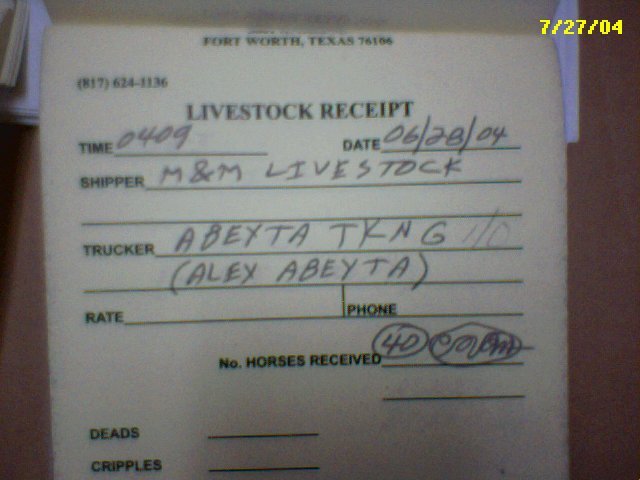 7/27/04
FORT WORTH, TEXAS 76106
(817) 624-1136
LIVESTOCK RECEIPT
TIME 0409 DATE 06/28/04
SHIPPER M&M LIVESTOCK
TRUCKER ABEYTA TKNG
(ALEX ABEYTA)
RATE PHONE
No. HORSES RECEIVED 40
DEADS
CRIPPLES